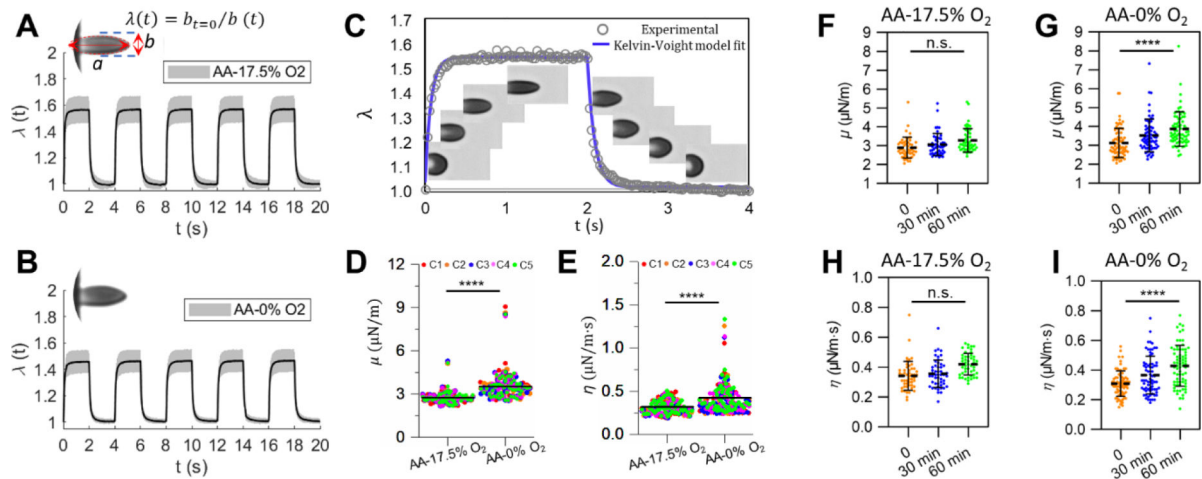 A
λ(t) = b_{t=0}/b (t)
b
a
AA-17.5% O2
λ (t)
2
1.8
1.6
1.4
1.2
1
0 2 4 6 8 10 12 14 16 18 20
t (s)
B
AA-0% O2
λ (t)
2
1.8
1.6
1.4
1.2
1
0 2 4 6 8 10 12 14 16 18 20
t (s)
C
Experimental
Kelvin-Voight model fit
λ
1.7
1.6
1.5
1.4
1.3
1.2
1.1
1.0
0 1 2 3 4
t (s)
D
C1 C2 C3 C4 C5
****
μ (μN/m)
12
9
6
3
0
AA-17.5% O₂
AA-0% O₂
E
C1 C2 C3 C4 C5
****
η (μN/m·s)
2.0
1.5
1.0
0.5
0.0
AA-17.5% O₂
AA-0% O₂
F
AA-17.5% O₂
n.s.
μ (μN/m)
9
8
7
6
5
4
3
2
1
0
30 min
60 min
G
AA-0% O₂
****
μ (μN/m)
9
8
7
6
5
4
3
2
1
0
30 min
60 min
H
AA-17.5% O₂
n.s.
η (μN/m·s)
1.0
0.8
0.6
0.4
0.2
0.0
0
30 min
60 min
I
AA-0% O₂
****
η (μN/m·s)
1.0
0.8
0.6
0.4
0.2
0.0
0
30 min
60 min